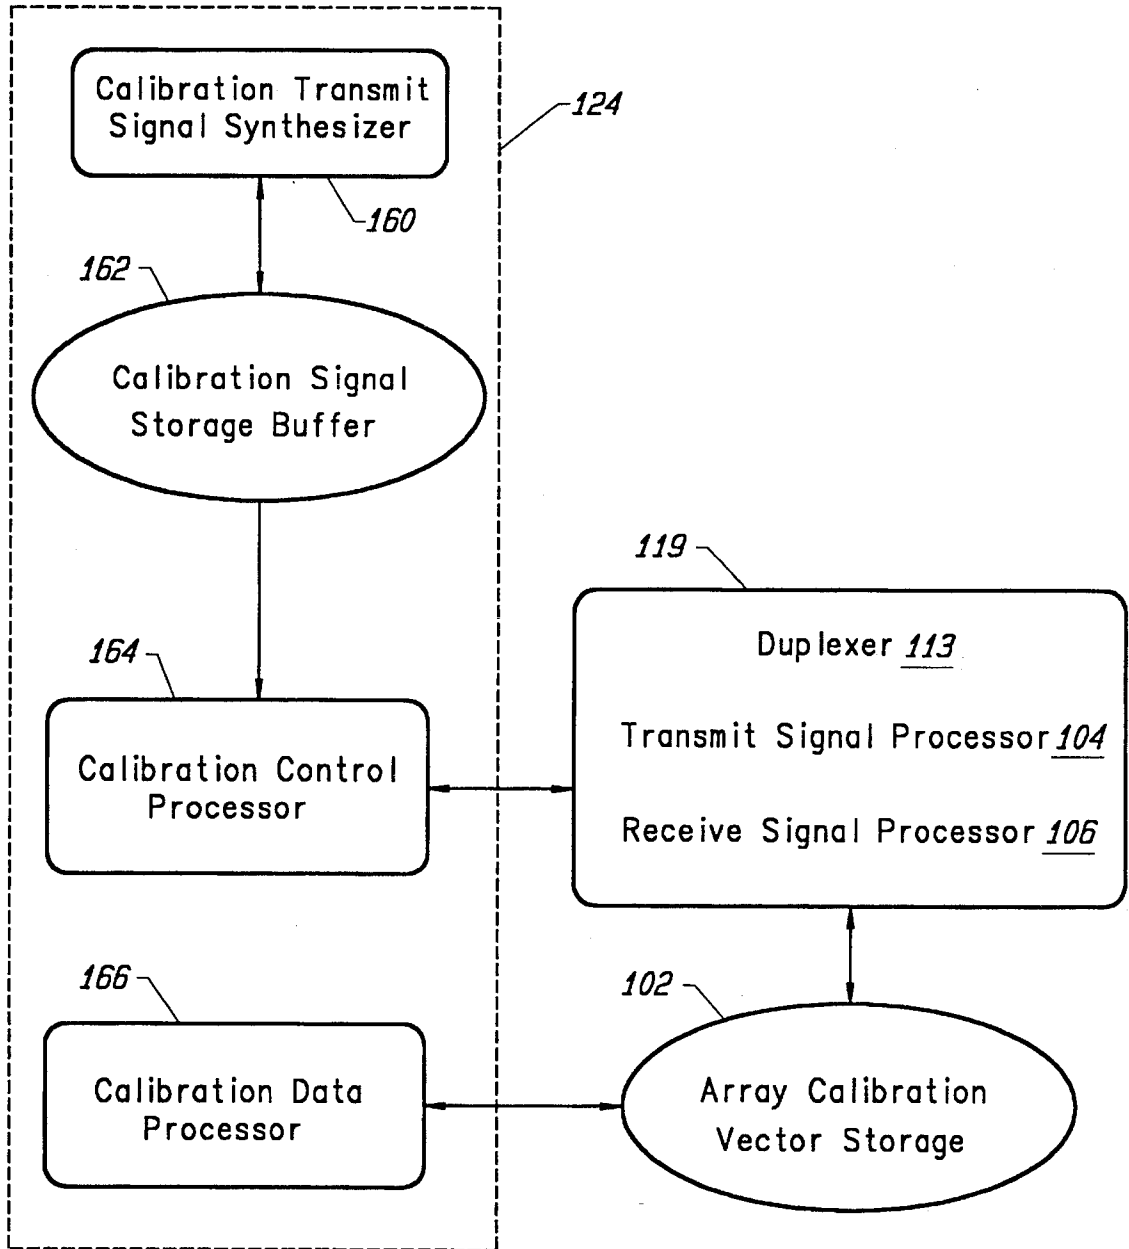 Calibration Transmit
Signal Synthesizer
124
160
162
Calibration Signal
Storage Buffer
119
Duplexer 113
164
Transmit Signal Processor 104
Calibration Control
Processor
Receive Signal Processor 106
166
102
Calibration Data
Processor
Array Calibration
Vector Storage